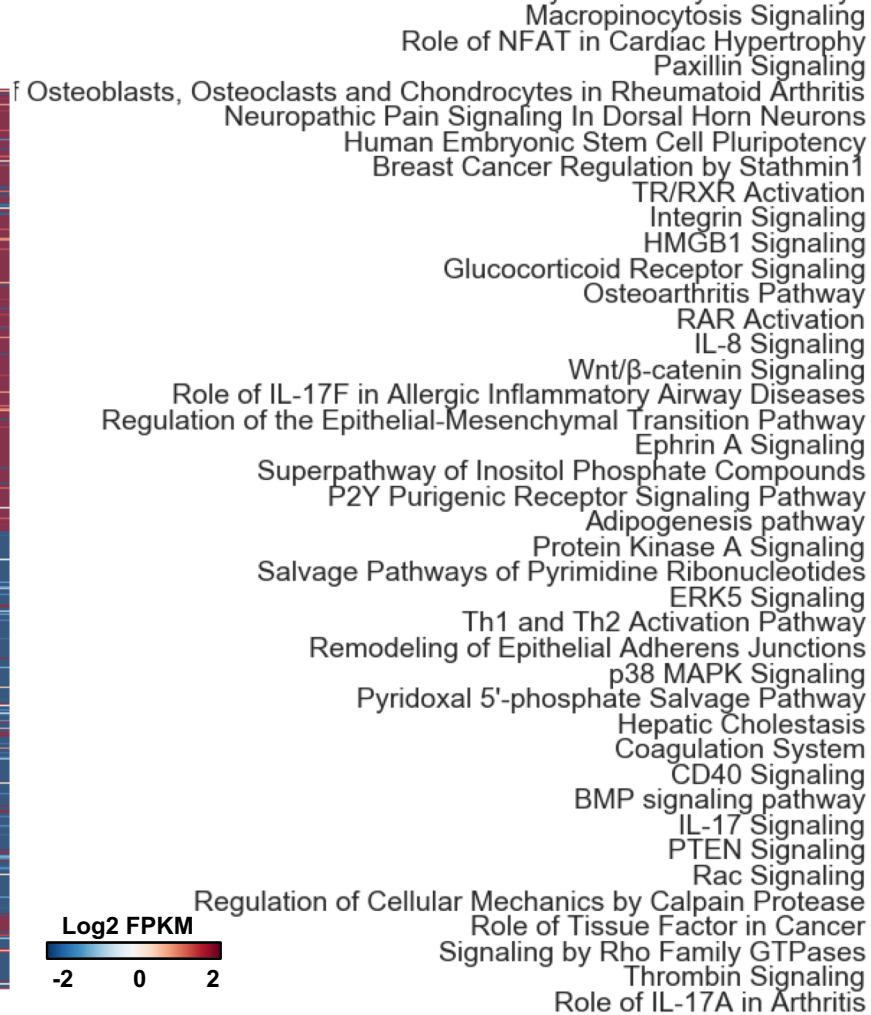 Macropinocytosis Signaling
Role of NFAT in Cardiac Hypertrophy
Paxillin Signaling
f Osteoblasts, Osteoclasts and Chondrocytes in Rheumatoid Arthritis
Neuropathic Pain Signaling In Dorsal Horn Neurons
Human Embryonic Stem Cell Pluripotency
Breast Cancer Regulation by Stathmin1
TR/RXR Activation
Integrin Signaling
HMGB1 Signaling
Glucocorticoid Receptor Signaling
Osteoarthritis Pathway
RAR Activation
IL-8 Signaling
Wnt/β-catenin Signaling
Role of IL-17F in Allergic Inflammatory Airway Diseases
Regulation of the Epithelial-Mesenchymal Transition Pathway
Ephrin A Signaling
Superpathway of Inositol Phosphate Compounds
P2Y Purigenic Receptor Signaling Pathway
Adipogenesis pathway
Protein Kinase A Signaling
Salvage Pathways of Pyrimidine Ribonucleotides
ERK5 Signaling
Th1 and Th2 Activation Pathway
Remodeling of Epithelial Adherens Junctions
p38 MAPK Signaling
Pyridoxal 5'-phosphate Salvage Pathway
Hepatic Cholestasis
Coagulation System
CD40 Signaling
BMP signaling pathway
IL-17 Signaling
PTEN Signaling
Rac Signaling
Regulation of Cellular Mechanics by Calpain Protease
Role of Tissue Factor in Cancer
Signaling by Rho Family GTPases
Thrombin Signaling
Role of IL-17A in Arthritis
Log2 FPKM
-2 0 2